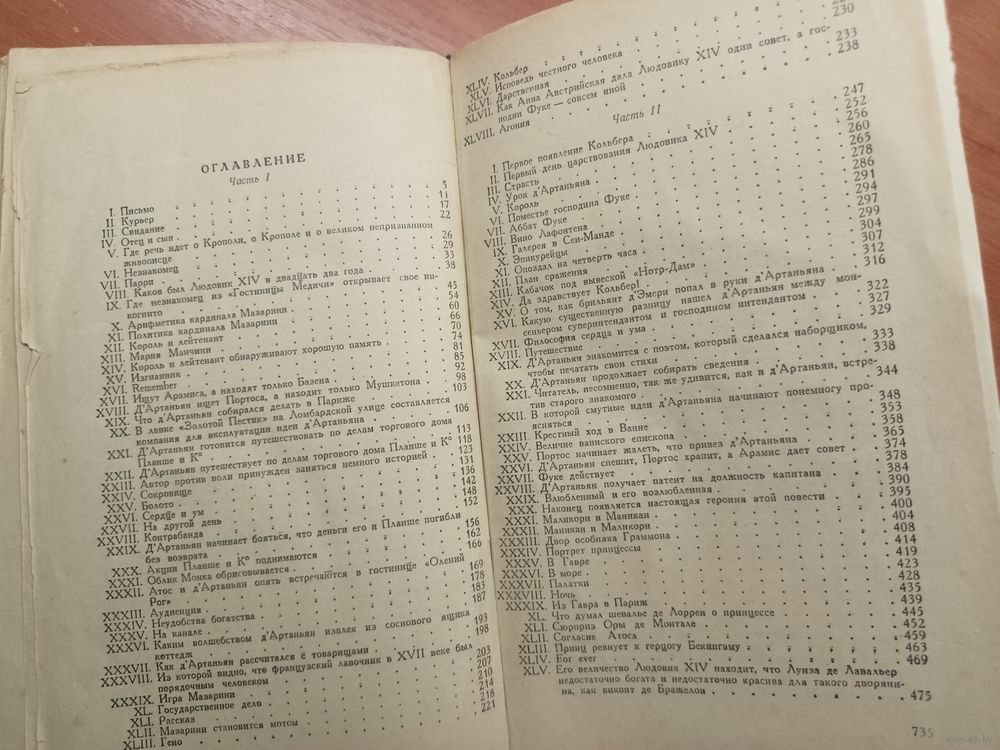 ОГЛАВЛЕНИЕ
Часть I
I. Письмо 5
II Курьер 11
III. Свидание 17
IV. Отец и сын 22
V. Где речь идет о Крополи, о Крополе и о великом непризнанном
живописце 26
VI. Незнакомец 29
VII. Парри 33
VIII. Каков был Людовик XIV в двадцать два года 38
IX. Где незнакомец из «Гостиницы Медичи» открывает свое ин-
когнито 45
X. Арифметика кардинала Мазарини 54
XI. Политика кардинала Мазарини 60
XII. Король и лейтенант 66
XIII. Мария Манчини 70
XIV. Король и лейтенант обнаруживают хорошую память 74
XV. Изгнанник 81
XVI. Remember 85
XVII. Ищут Арамиса, а находят только Базена 92
XVIII. Д'Артаньян ищет Портоса, а находит только Мушкетона 98
XIX. Что д'Артаньян собирался делать в Париже 103
XX. В лавке «Золотой Пестик» на Ломбардской улице составляется
компания для эксплуатации идеи д'Артаньяна 106
XXI. Д'Артаньян готовится путешествовать по делам торгового дома
Планше и К° 113
XXII. Д'Артаньян путешествует по делам торгового дома Планше и К° 118
XXIII. Автор против воли принужден заняться немного историей 123
XXIV. Сокровище 131
XXV. Болото 136
XXVI. Сердце и ум 142
XXVII. На другой день 148
XXVIII. Контрабанда 152
XXIX. Д'Артаньян начинает бояться, что деньги его и Планше погибли
без возврата 156
XXX. Акции Планше и К° поднимаются 162
XXXI. Облик Монка обрисовывается 166
XXXII. Атос и д'Артаньян опять встречаются в гостинице «Олений
Рог» 169
XXXIII. Аудиенция 178
XXXIV. Неудобства богатства 183
XXXV. На канале 187
XXXVI. Каким волшебством д'Артаньян извлек из соснового ящика
коттедж 193
XXXVII. Как д'Артаньян рассчитался с товарищами 198
XXXVIII. Из которой видно, что французский лавочник в XVII веке был
порядочным человеком 203
XXXIX. Игра Мазарини 207
XL. Государственное дело 210
XLI. Рассказ 214
XLII. Мазарини становится мотом 218
XLIII. Гено 221
XLIV. Кольбер
XLV. Исповедь честного человека 230
XLVI. Дарственная 233
XLVII. Как Анна Австрийская дала Людовику XIV один совет, а гос-
подин Фуке — совсем иной 238
XLVIII. Агония
Часть II
I. Первое появление Кольбера 247
II. Первый день царствования Людовика XIV 252
III. Страсть 256
IV. Урок д'Артаньяна 260
V. Король 265
VI. Поместье господина Фуке 278
VII. Аббат Фуке 286
VIII. Вино Лафонтена 291
IX. Галерея в Сен-Манде 294
X. Эпикурейцы 297
XI. Опоздал на четверть часа 299
XII. План сражения 304
XIII. Кабачок под вывеской «Нотр-Дам» 307
XIV. Да здравствует Кольбер! 312
XV. О том, как брильянт д'Эмери попал в руки д'Артаньяна 316
XVI. Какую существенную разницу нашел д'Артаньян между мон-
сеньером суперинтендантом и господином интендантом 322
XVII. Философия сердца и ума 327
XVIII. Путешествие 329
XIX. Д'Артаньян знакомится с поэтом, который сделался наборщиком,
чтобы печатать свои стихи 333
XX. Д'Артаньян продолжает собирать сведения 338
XXI. Читатель, несомненно, так же удивится, как и д'Артаньян, встре-
тив старого знакомого 344
XXII. В которой смутные идеи д'Артаньяна начинают понемногу про-
ясняться 348
XXIII. Крестный ход в Ванне 353
XXIV. Величие ваннского епископа 358
XXV. Портос начинает жалеть, что привез д'Артаньяна 365
XXVI. Д'Артаньян спешит, Портос храпит, а Арамис дает совет 374
XXVII. Фуке действует 378
XXVIII. Д'Артаньян получает патент на должность капитана 384
XXIX. Влюбленный и его возлюбленная 390
XXX. Наконец появляется настоящая героиня этой повести 395
XXXI. Маликорн и Маникан 400
XXXII. Маникан и Маликорн 404
XXXIII. Двор особняка Граммона 408
XXXIV. Портрет принцессы 414
XXXV. В Гавре 419
XXXVI. В море 423
XXXVII. Палатки 428
XXXVIII. Ночь 435
XXXIX. Из Гавра в Париж 439
XL. Что думал шевалье де Лоррен о принцессе 445
XLI. Сюрприз Оры де Монтале 452
XLII. Согласие Атоса 459
XLIII. Принц ревнует к герцогу Бекингаму 463
XLIV. For ever 469
XLV. Его величество Людовик XIV находит, что Луиза де Лавальер
недостаточно богата и недостаточно красива для такого дворяни-
на, как виконт де Бражелон 475
735